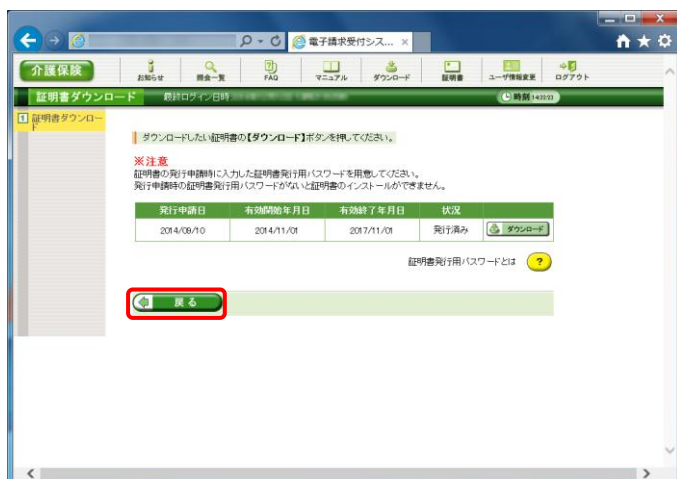 電子請求受付シス... ×
介護保険
お知らせ 照会一覧 FAQ マニュアル ダウンロード 証明書 ユーザ情報変更 ログアウト
証明書ダウンロード 最終ログイン日時
時刻
1 証明書ダウンロー
ド
ダウンロードしたい証明書の【ダウンロード】ボタンを押してください。
※注意
証明書の発行申請時に入力した証明書発行用パスワードを用意してください。
発行申請時の証明書発行用パスワードがないと証明書のインストールができません。
発行申請日 有効開始年月日 有効終了年月日 状況
2014/09/10 2014/11/01 2017/11/01 発行済み ダウンロード
証明書発行用パスワードとは ?
戻る